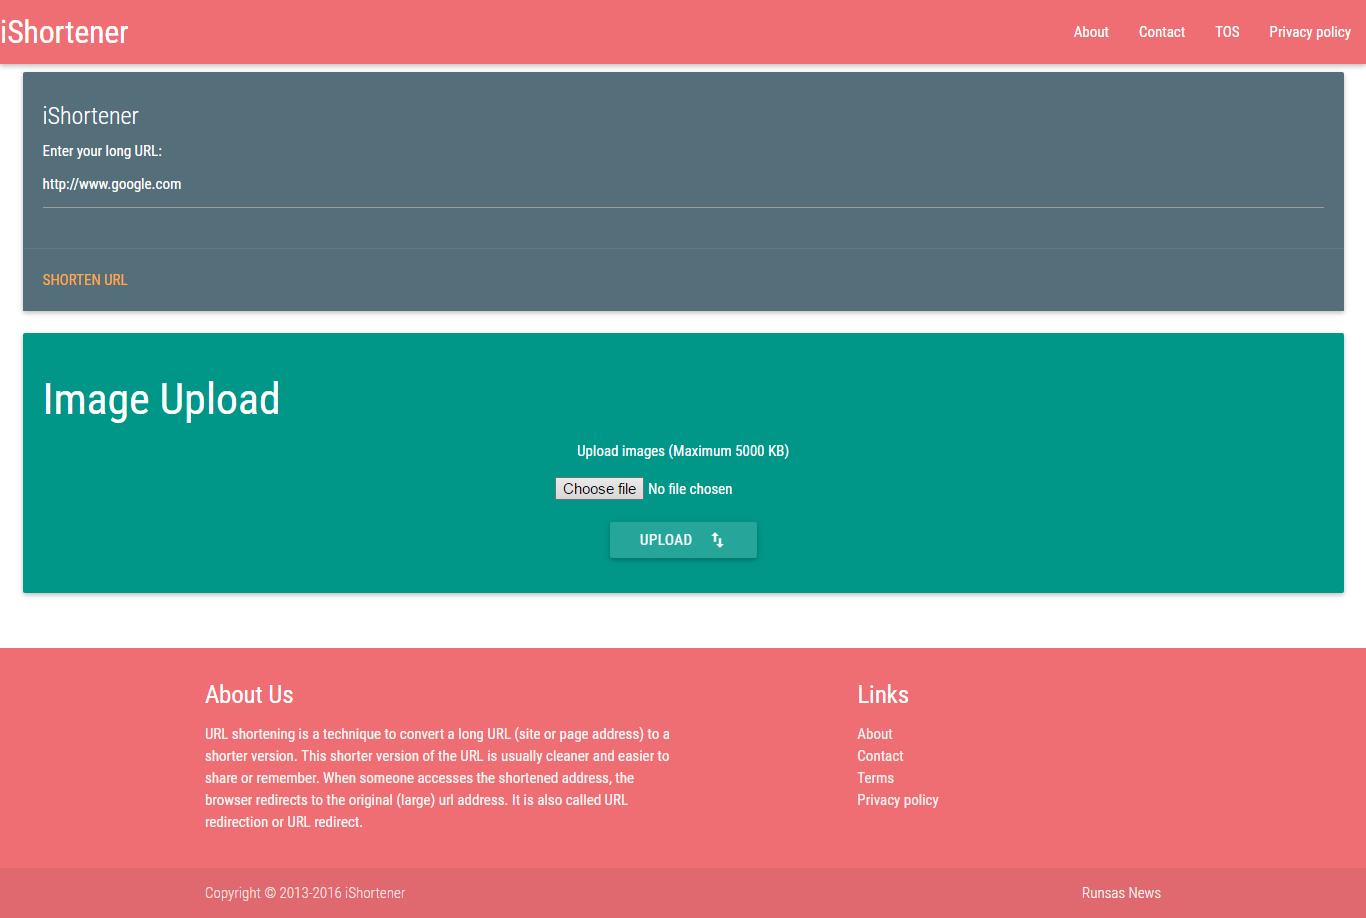 iShortener
About Contact TOS Privacy policy
iShortener
Enter your long URL:
http://www.google.com
SHORTEN URL
Image Upload
Upload images (Maximum 5000 KB)
Choose file No file chosen
UPLOAD
About Us
URL shortening is a technique to convert a long URL (site or page address) to a
shorter version. This shorter version of the URL is usually cleaner and easier to
share or remember. When someone accesses the shortened address, the
browser redirects to the original (large) url address. It is also called URL
redirection or URL redirect.
Links
About
Contact
Terms
Privacy policy
Copyright © 2013-2016 iShortener
Runsas News